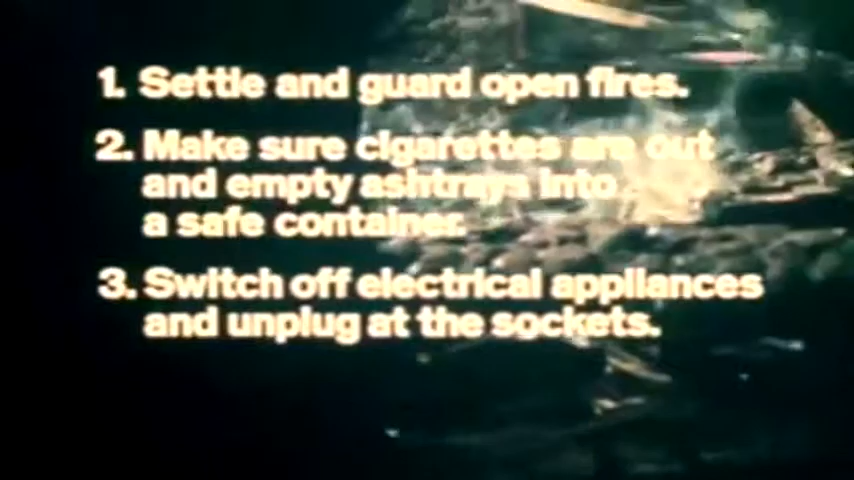 1. Settle and guard open fires.
2. Make sure cigarettes are out
and empty ashtrays into
a safe container.
3. Switch off electrical appliances
and unplug at the sockets.